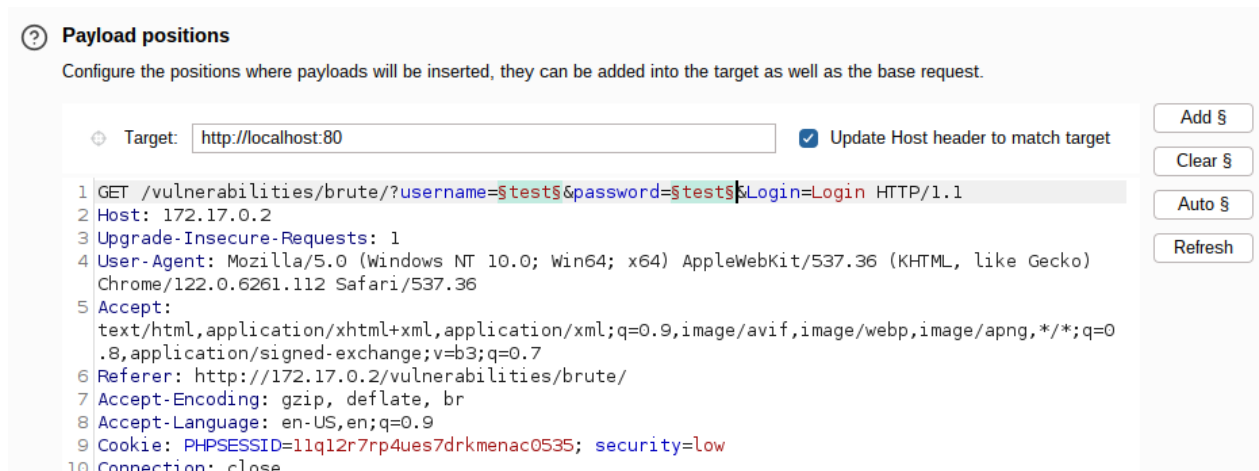 Payload positions
Configure the positions where payloads will be inserted, they can be added into the target as well as the base request.
Target: http://localhost:80
Update Host header to match target
Add §
Clear §
Auto §
Refresh
1 GET /vulnerabilities/brute/?username=§test§&password=§test§&Login=Login HTTP/1.1
2 Host: 172.17.0.2
3 Upgrade-Insecure-Requests: 1
4 User-Agent: Mozilla/5.0 (Windows NT 10.0; Win64; x64) AppleWebKit/537.36 (KHTML, like Gecko)
Chrome/122.0.6261.112 Safari/537.36
5 Accept:
text/html,application/xhtml+xml,application/xml;q=0.9,image/avif,image/webp,image/apng,*/*;q=0
.8,application/signed-exchange;v=b3;q=0.7
6 Referer: http://172.17.0.2/vulnerabilities/brute/
7 Accept-Encoding: gzip, deflate, br
8 Accept-Language: en-US,en;q=0.9
9 Cookie: PHPSESSID=11q12r7rp4ues7drkmenac0535; security=low
10 Connection: close